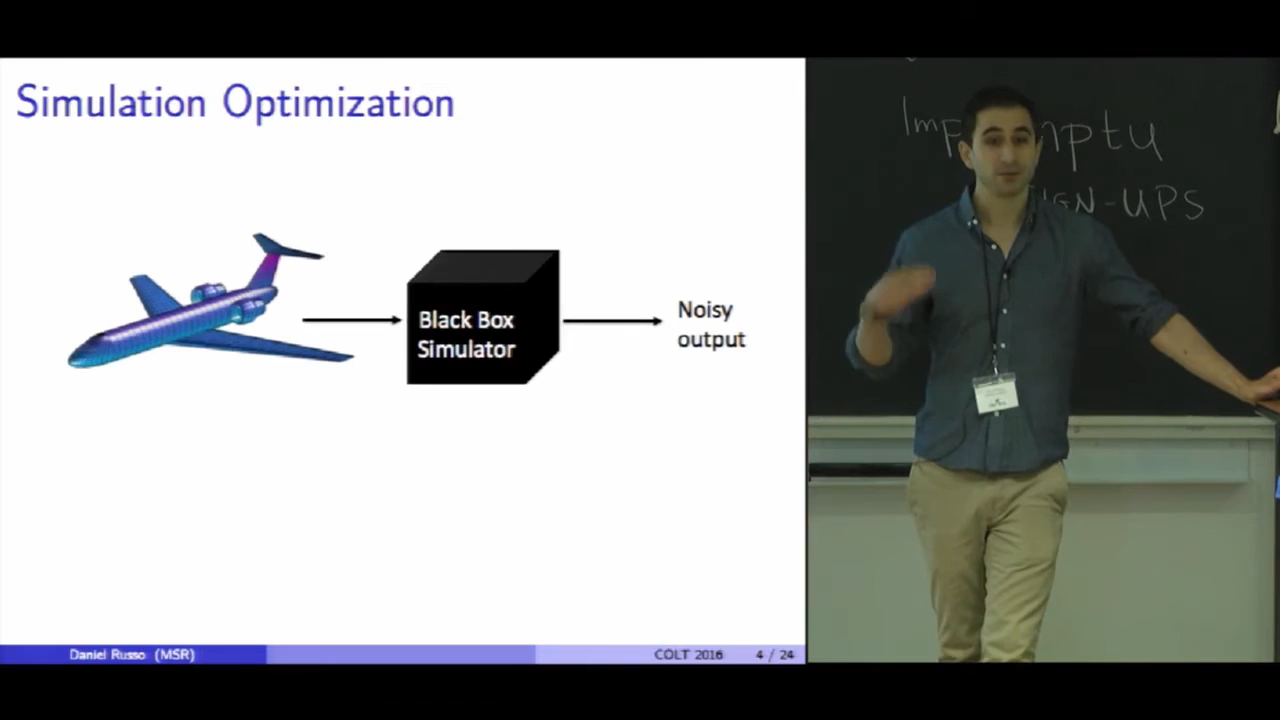 Simulation Optimization
Black Box
Simulator
Noisy
output
Daniel Russo (MSR)
COLT 2016
4 / 24